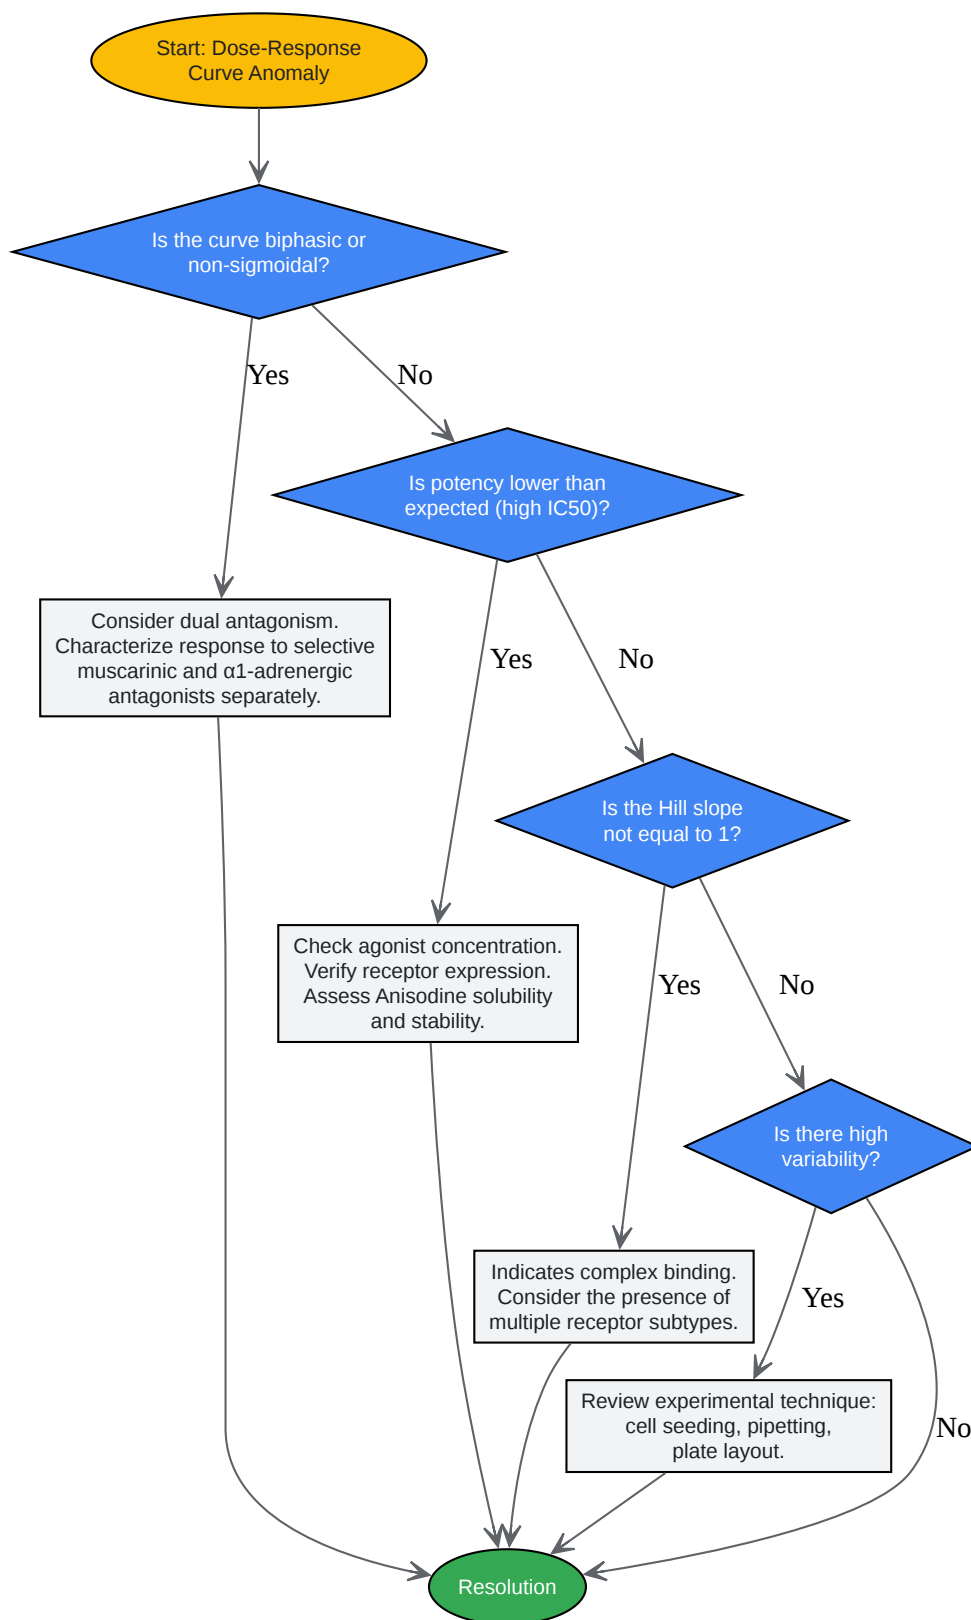 Start: Dose-Response
Curve Anomaly
Is the curve biphasic or
non-sigmoidal?
Yes
No
Is potency lower than
expected (high IC50)?
Consider dual antagonism.
Characterize response to selective
muscarinic and α1-adrenergic
antagonists separately.
Yes
No
Is the Hill slope
not equal to 1?
Check agonist concentration.
Verify receptor expression.
Assess Anisodine solubility
and stability.
Yes
No
Is there high
variability?
Indicates complex binding.
Consider the presence of
multiple receptor subtypes.
Yes
Review experimental technique:
cell seeding, pipetting,
plate layout.
No
Resolution